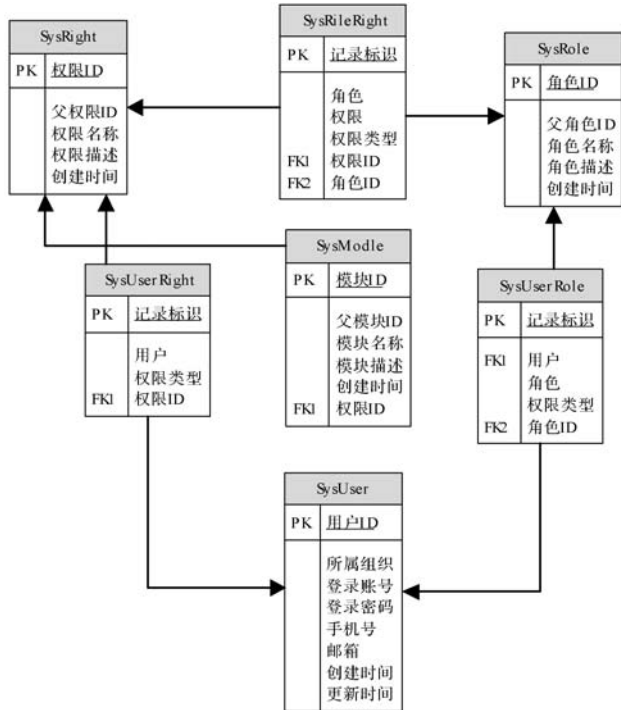 SysRight
PK 权限ID
父权限ID
权限名称
权限描述
创建时间
SysRileRight
PK 记录标识
角色
权限
权限类型
FK1 权限ID
FK2 角色ID
SysRole
PK 角色ID
父角色ID
角色名称
角色描述
创建时间
SysUserRight
PK 记录标识
用户
权限类型
FK1 权限ID
SysModle
PK 模块ID
父模块ID
模块名称
模块描述
创建时间
FK1 权限ID
SysUserRole
PK 记录标识
FK1 用户
角色
权限类型
FK2 角色ID
SysUser
PK 用户ID
所属组织
登录账号
登录密码
手机号
邮箱
创建时间
更新时间